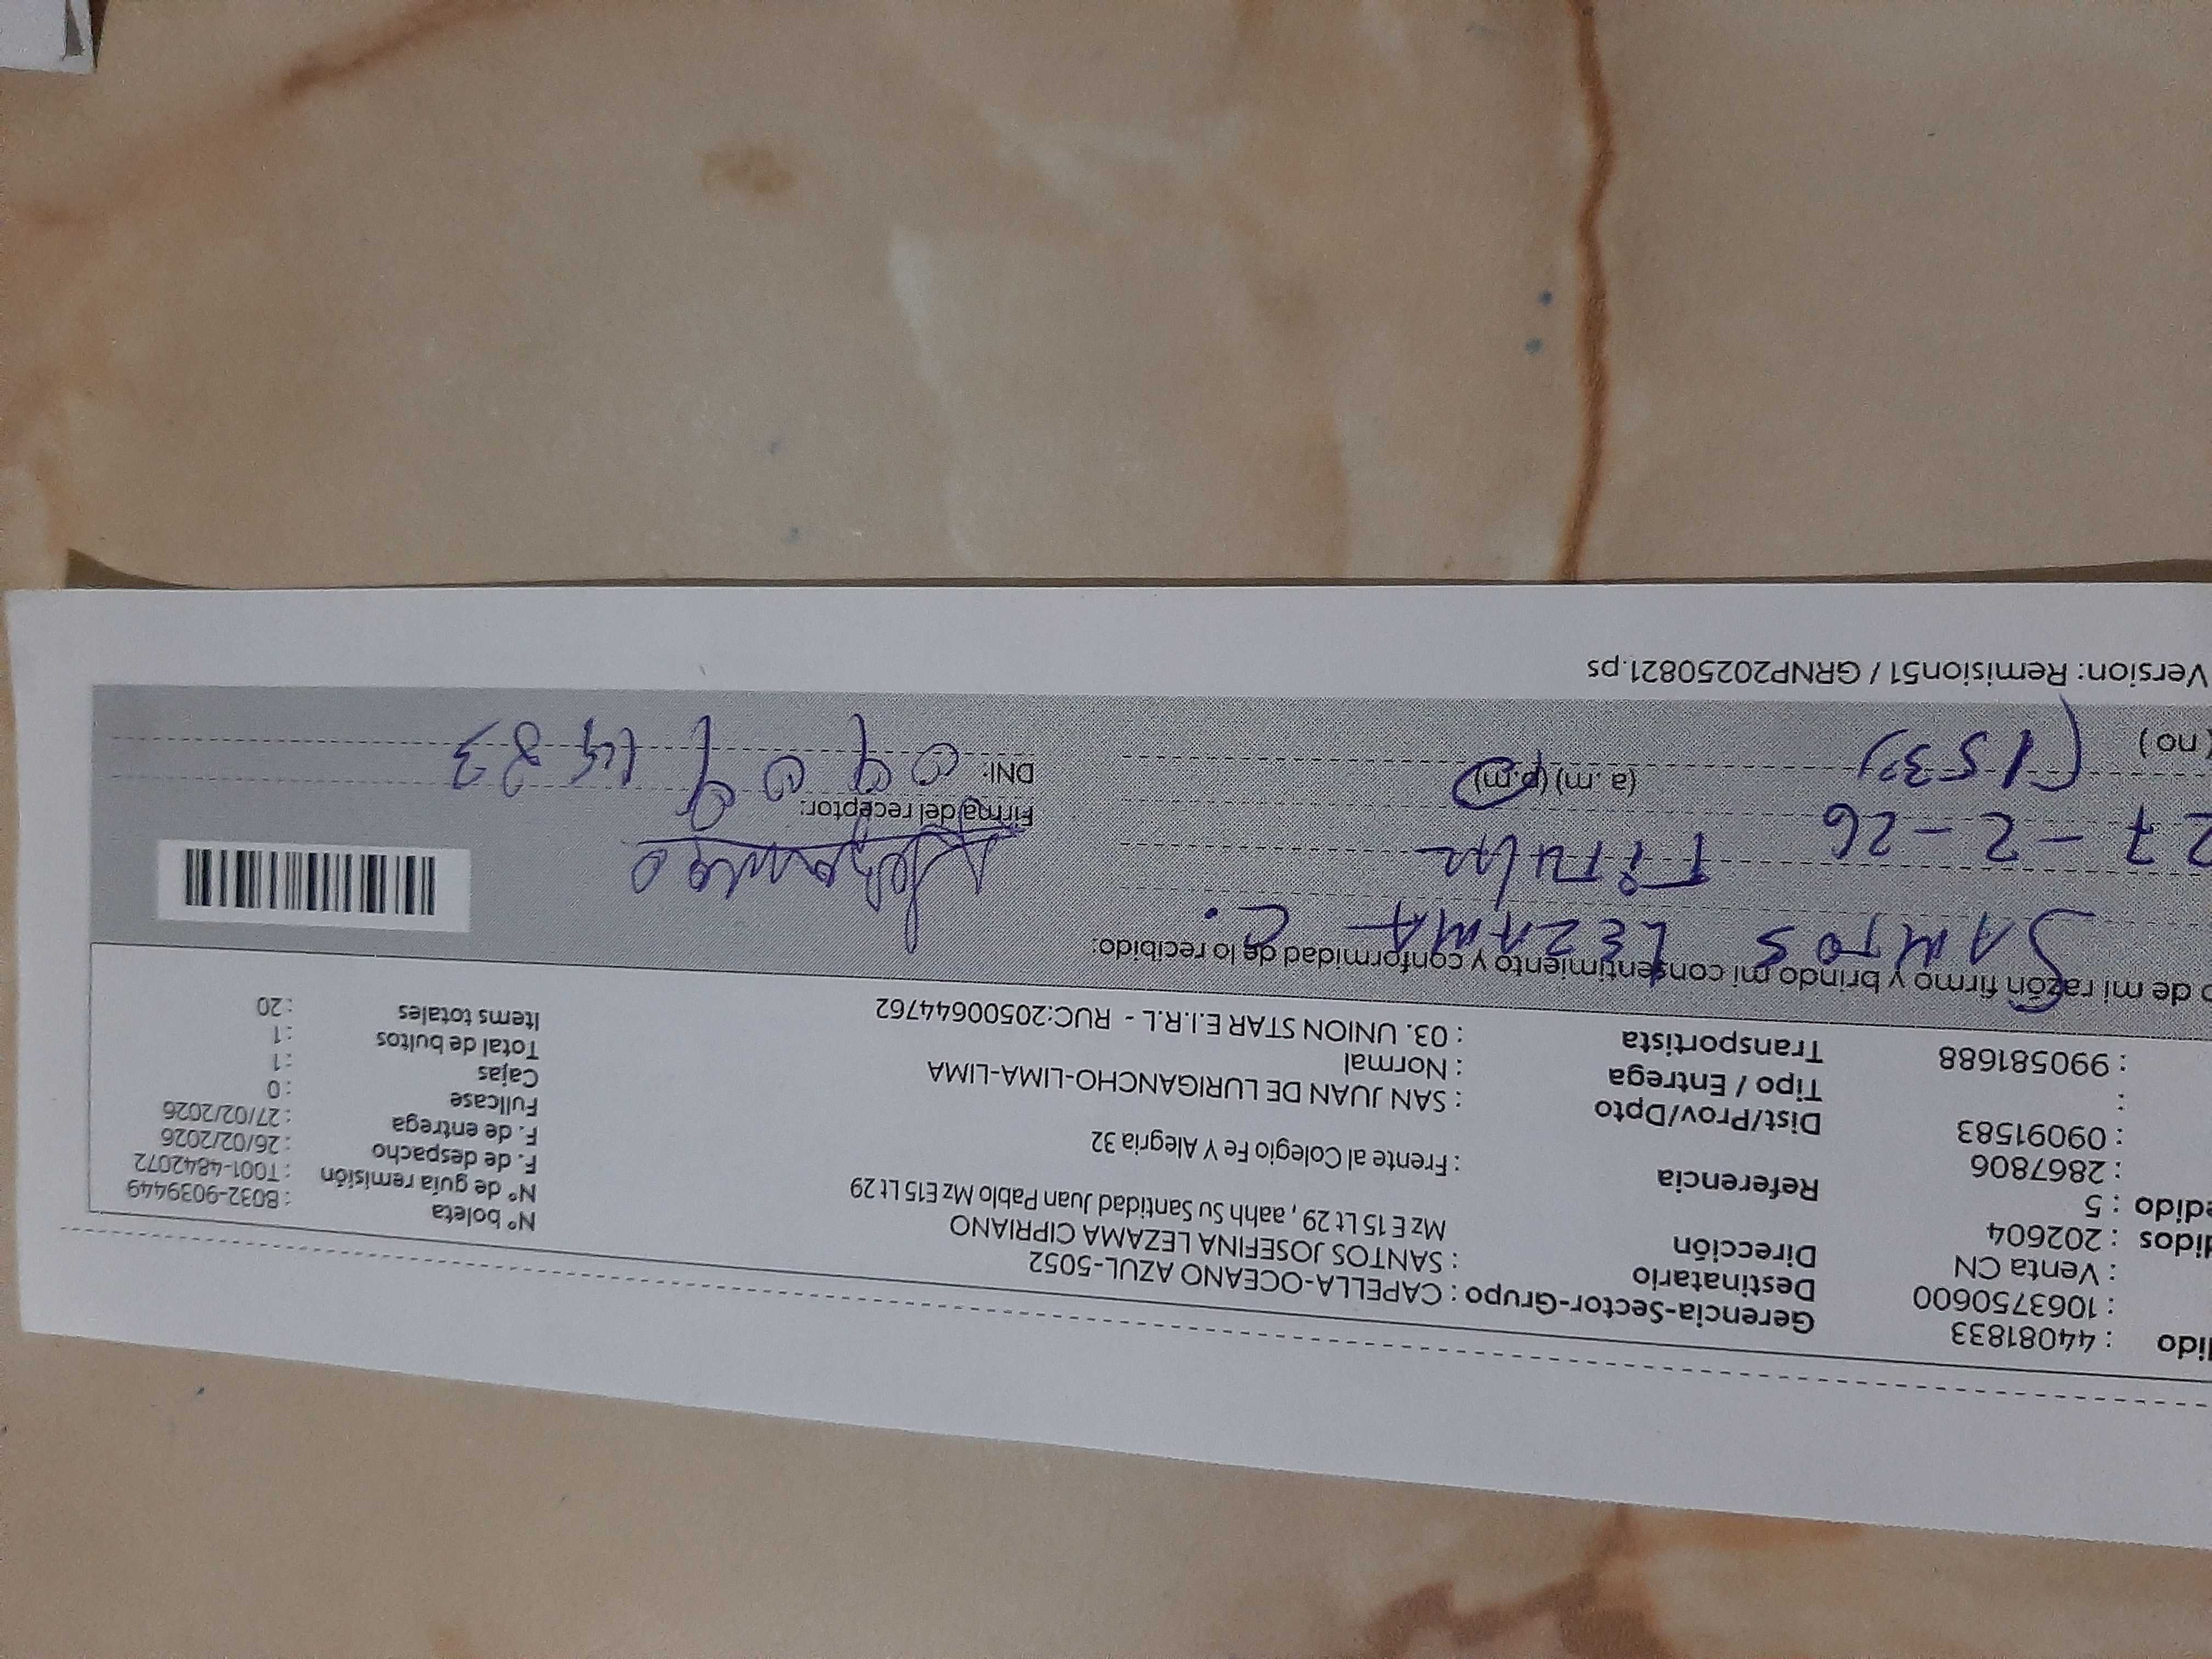 dido : 44081833
: 1063750600
: Venta CN
didos : 202604
edido : 5
: 2867806
: 09091583
:
: 990581688
Gerencia-Sector-Grupo : CAPELLA-OCEANO AZUL-5052
Destinatario : SANTOS JOSEFINA LEZAMA CIPRIANO
Dirección Mz E 15 Lt 29 , aahh Su Santidad Juan Pablo Mz E15 Lt 29
Referencia : Frente al Colegio Fe Y Alegria 32
Dist/Prov/Dpto : SAN JUAN DE LURIGANCHO-LIMA-LIMA
Tipo / Entrega : Normal
Transportista : 03. UNION STAR E.I.R.L - RUC:20500644762
N° boleta : B032-9039449
N° de guía remisión : T001-4842072
F. de despacho : 26/02/2026
F. de entrega : 27/02/2026
Fullcase : 0
Cajas : 1
Total de bultos : 1
Items totales : 20
o de mi razón firmo y brindo mi consentimiento y conformidad de lo recibido:
SANTOS LEZAMA C.
27-2-26 Titular
Firma del receptor:
no) (153 (a.m) (p.m)
DNI: 0909
Version: Remision51 / GRNP20250821.ps